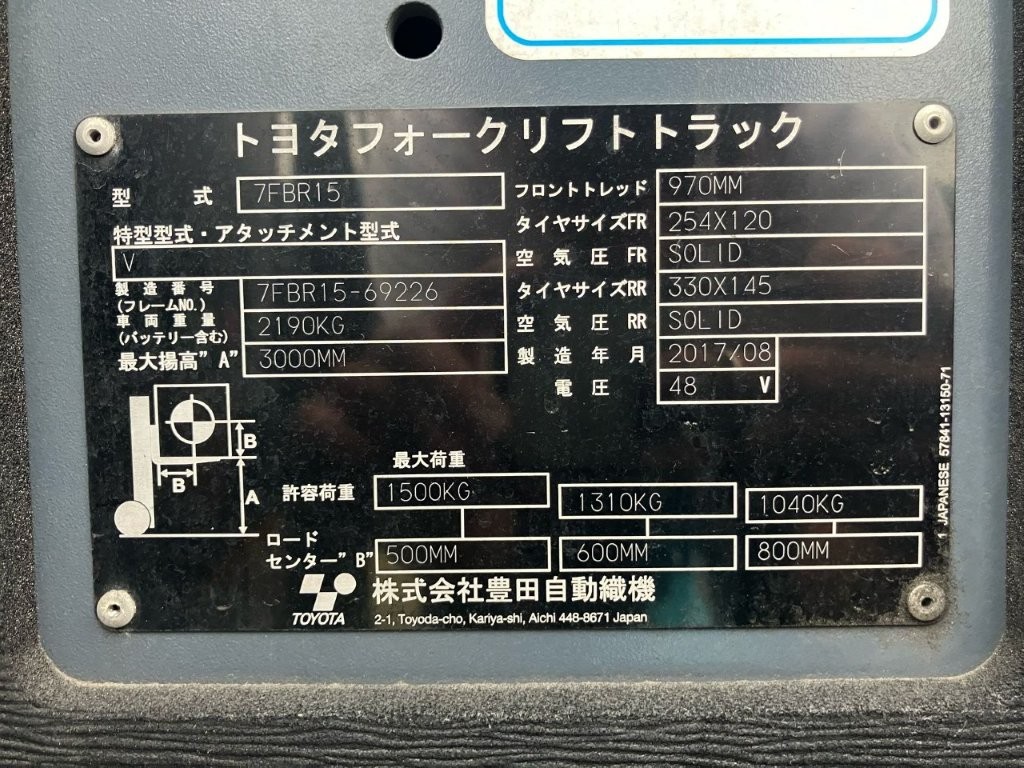 トヨタフォークリフトトラック
型式 7FBR15
特型型式・アタッチメント型式
V
製造番号
(フレームNO.) 7FBR15-69226
車両重量
(バッテリー含む) 2190KG
最大揚高"A" 3000MM
フロントトレッド 970MM
タイヤサイズFR 254X120
空気圧 FR SOLID
タイヤサイズRR 330X145
空気圧 RR SOLID
製造年月 2017/08
電圧 48 V
B
B
A
最大荷重
許容荷重 1500KG 1310KG 1040KG
ロード
センター"B" 500MM 600MM 800MM
TOYOTA
株式会社豊田自動織機
2-1, Toyoda-cho, Kariya-shi, Aichi 448-8671 Japan
1 JAPANESE 57841-13150-71